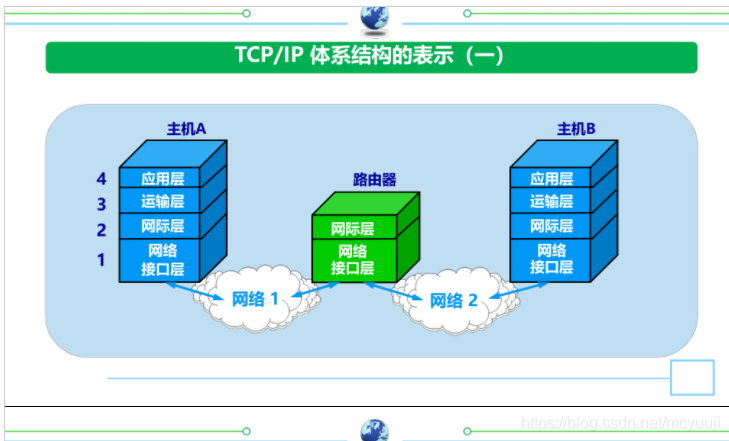 TCP/IP 体系结构的表示（一）
主机A
主机B
路由器
4
3
2
1
应用层
运输层
网际层
网络
接口层
网际层
网络
接口层
应用层
运输层
网际层
网络
接口层
网络 1
网络 2
https://blog.csdn.net/mcyuuji